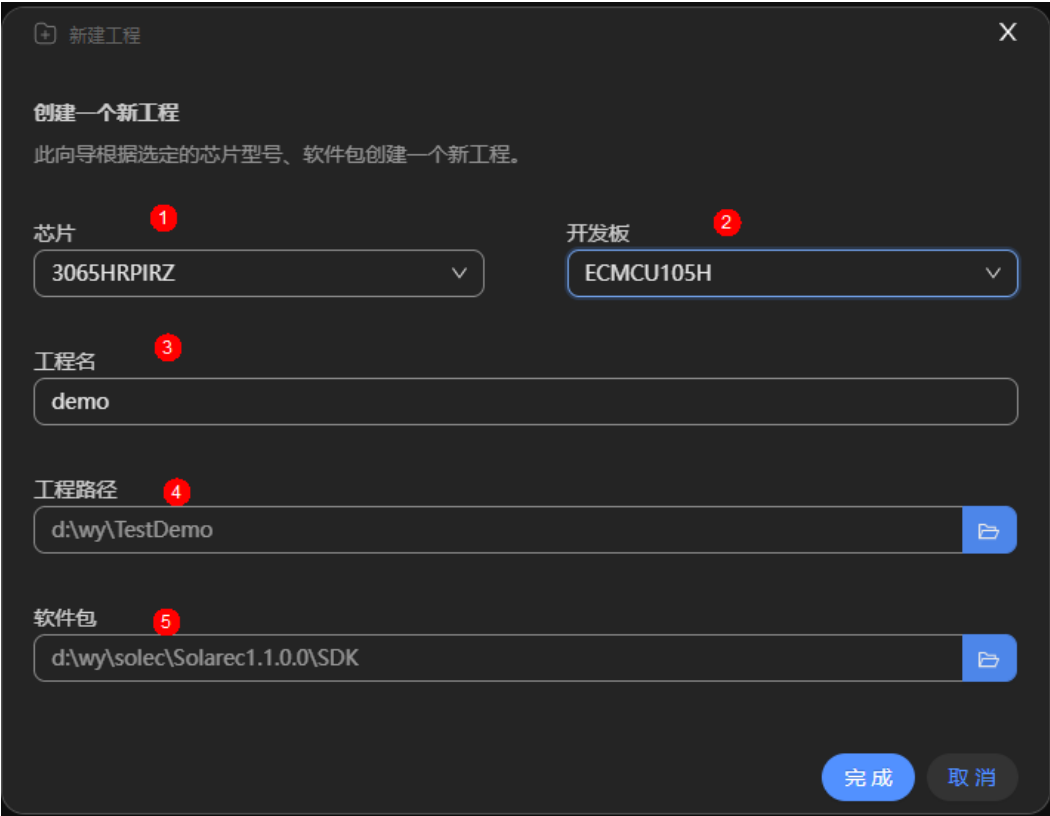 新建工程 X
创建一个新工程
此向导根据选定的芯片型号、软件包创建一个新工程。
芯片 1 开发板 2
3065HRPIRZ ECMCU105H
工程名 3
demo
工程路径 4
d:\wy\TestDemo
软件包 5
d:\wy\solec\Solarec1.1.0.0\SDK
完成 取消